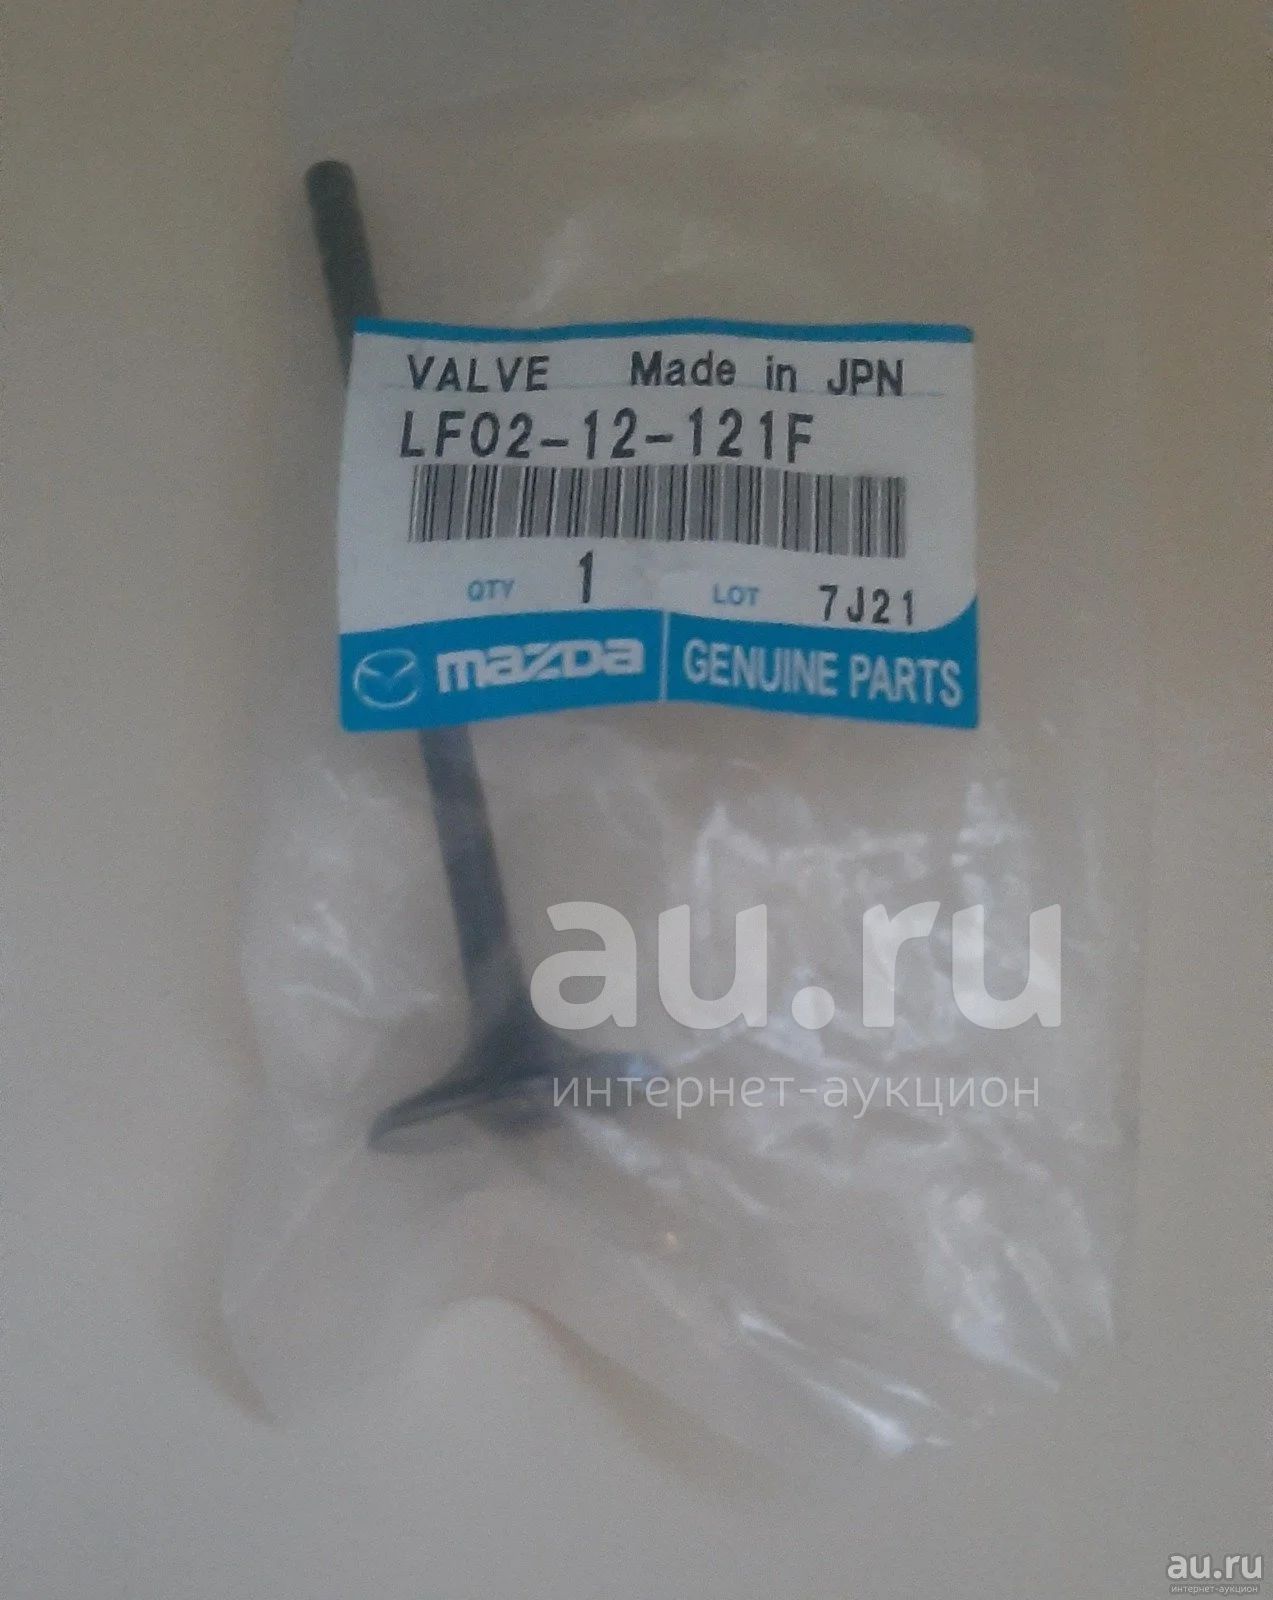 VALVE Made in JPN
LF02-12-121F
QTY 1 LOT 7J21
mazda GENUINE PARTS
au.ru
интернет-аукцион
au.ru
интернет-аукцион